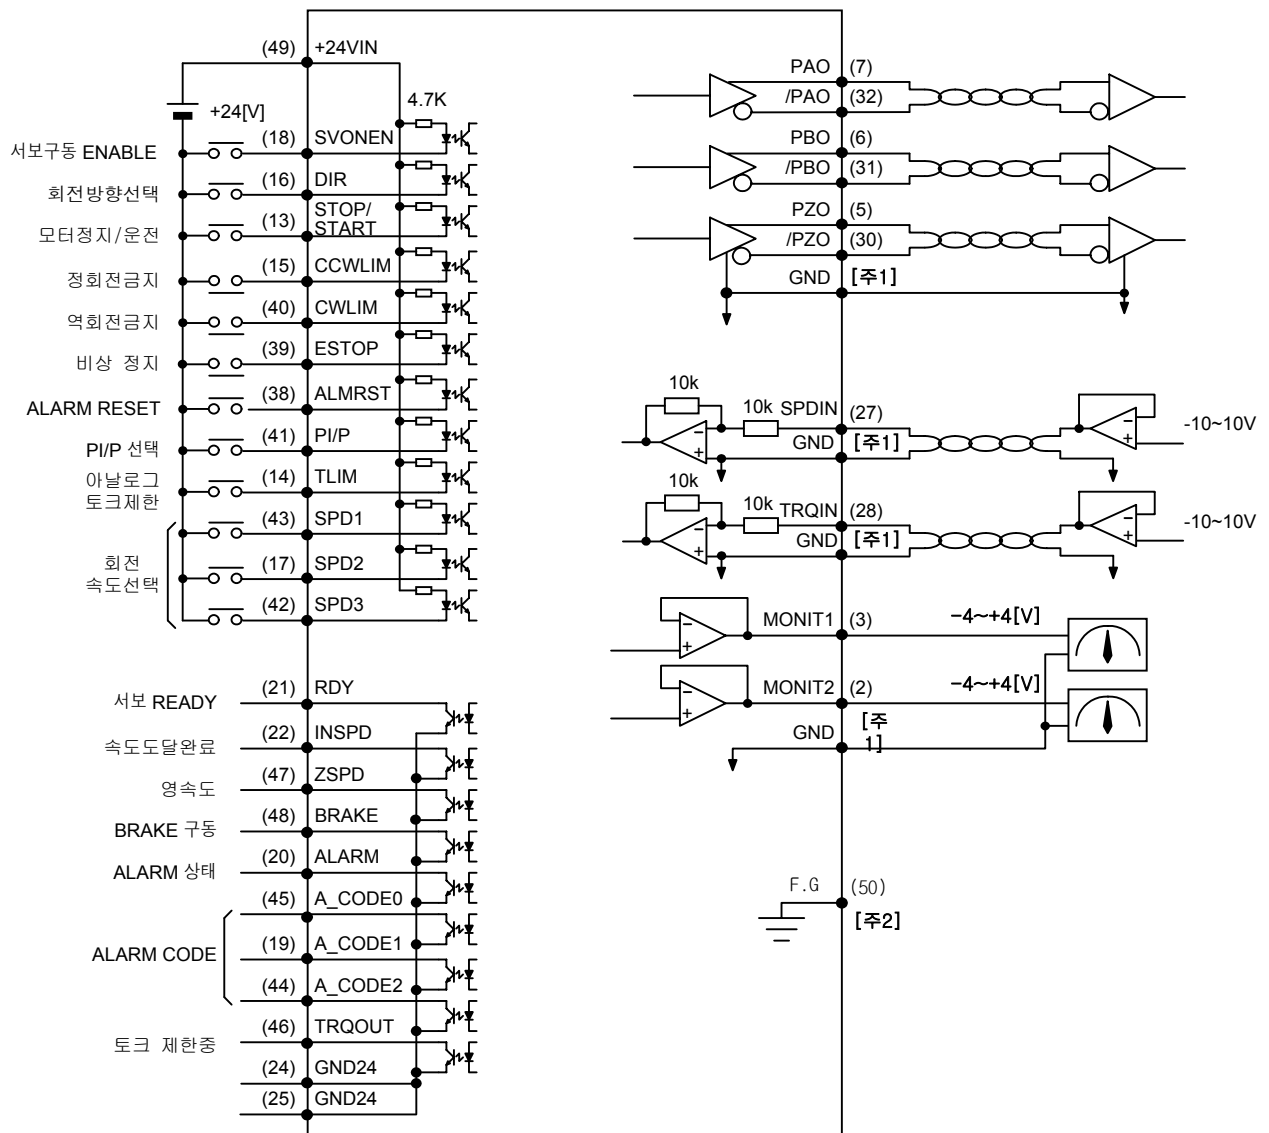 (49) +24VIN
4.7K
+24[V]
서보구동 ENABLE (18) SVONEN
회전방향선택 (16) DIR
모터정지/운전 (13) STOP/
START
정회전금지 (15) CCWLIM
역회전금지 (40) CWLIM
비상 정지 (39) ESTOP
ALARM RESET (38) ALMRST
PI/P 선택 (41) PI/P
아날로그
토크제한 (14) TLIM
(43) SPD1
회전
속도선택 (17) SPD2
(42) SPD3
서보 READY (21) RDY
속도도달완료 (22) INSPD
영속도 (47) ZSPD
BRAKE 구동 (48) BRAKE
ALARM 상태 (20) ALARM
(45) A_CODE0
ALARM CODE (19) A_CODE1
(44) A_CODE2
토크 제한중 (46) TRQOUT
(24) GND24
(25) GND24
PAO (7)
/PAO (32)
PBO (6)
/PBO (31)
PZO (5)
/PZO (30)
GND [주1]
10k
10k SPDIN (27)
GND [주1]
-10~10V
10k
10k TRQIN (28)
GND [주1]
-10~10V
MONIT1 (3) -4~+4[V]
MONIT2 (2) -4~+4[V]
GND [주
1]
F.G (50)
[주2]